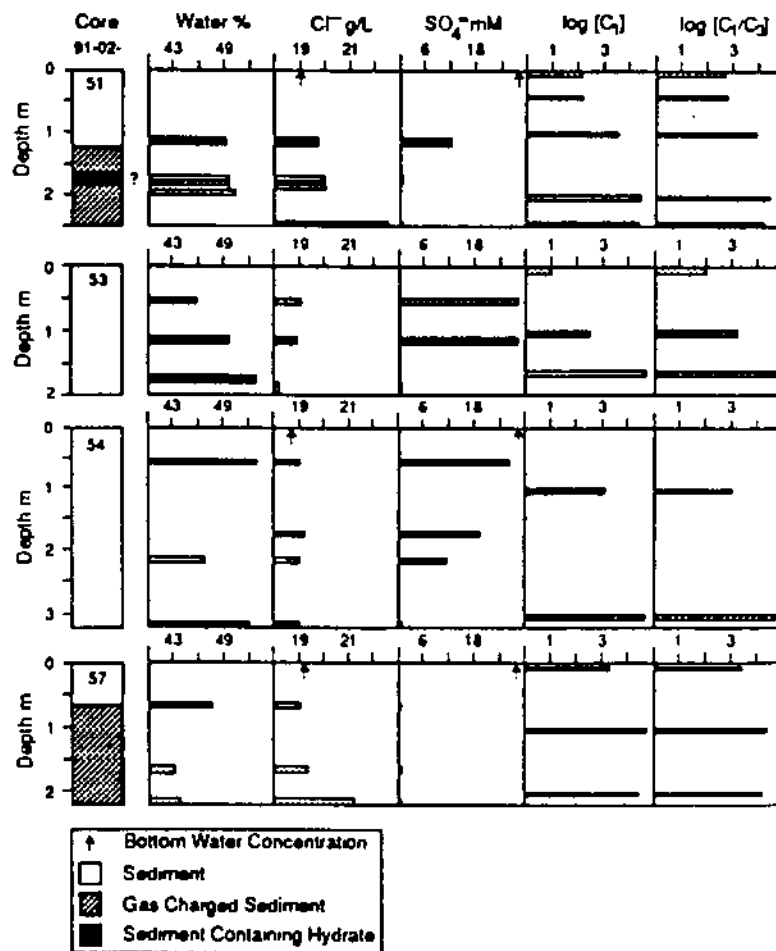 Core Water % Cl⁻ g/L SO₄⁼ mM log [C₁] log [C₁/C₂]
91-02- 43 49 19 21 6 18 1 3 1 3
0
51
1
Depth m
?
2
43 49 19 21 6 18 1 3 1 3
0
53
1
Depth m
2
43 49 19 21 6 18 1 3 1 3
0
54
1
Depth m
2
3
43 49 19 21 6 18 1 3 1 3
0
57
1
Depth m
2
Bottom Water Concentration
Sediment
Gas Charged Sediment
Sediment Containing Hydrate